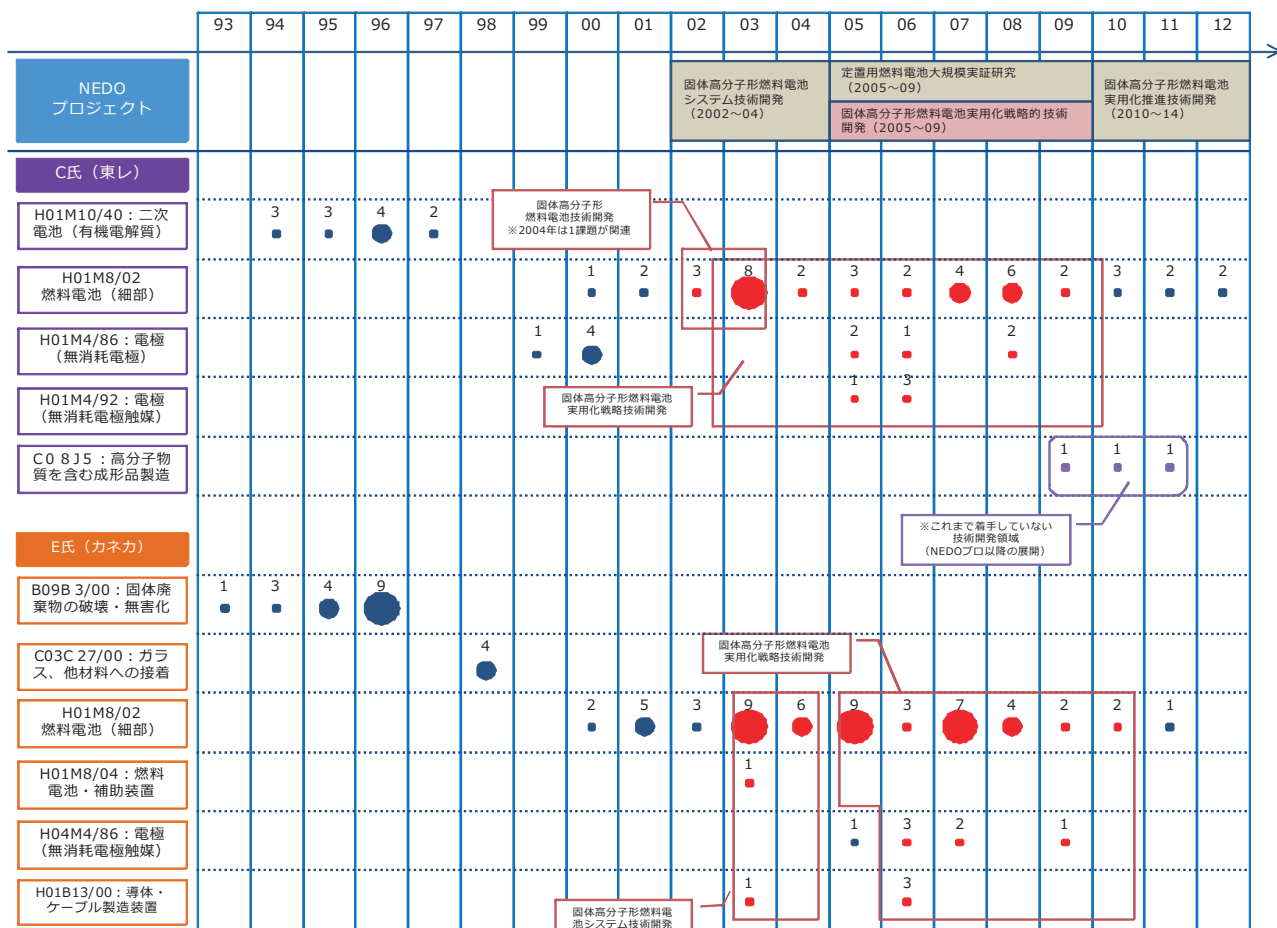 93 94 95 96 97 98 99 00 01 02 03 04 05 06 07 08 09 10 11 12
NEDO
プロジェクト
固体高分子形燃料電池
システム技術開発
(2002～04)
定置用燃料電池大規模実証研究
(2005～09)
固体高分子形燃料電池実用化戦略的 技術
開発（2005～09）
固体高分子形燃料電池
実用化推進技術開発
（2010～14）
C氏（東レ）
H01M10/40：二次
電池（有機電解質）
3 3 4 2
固体高分子形
燃料電池技術開発
※2004年は1課題が関連
H01M8/02
燃料電池（細部）
1 2 3 8 2 3 2 4 6 2 3 2 2
H01M4/86：電極
（無消耗電極）
1 4 2 1 2
H01M4/92：電極
（無消耗電極触媒）
1 3
固体高分子形燃料電池
実用化戦略技術開発
C0 8J5：高分子物
質を含む成形品製造
1 1 1
※これまで着手していない
技術開発領域
（NEDOプロ以降の展開）
E氏（カネカ）
B09B 3/00：固体廃
棄物の破壊・無害化
1 3 4 9
C03C 27/00：ガラ
ス、他材料への接着
4
固体高分子形燃料電池
実用化戦略技術開発
H01M8/02
燃料電池（細部）
2 5 3 9 6 9 3 7 4 2 2 1
H01M8/04：燃料
電池・補助装置
1
H04M4/86：電極
（無消耗電極触媒）
1 3 2 1
H01B13/00：導体・
ケーブル製造装置
1 3
固体高分子形燃料電
池システム技術開発